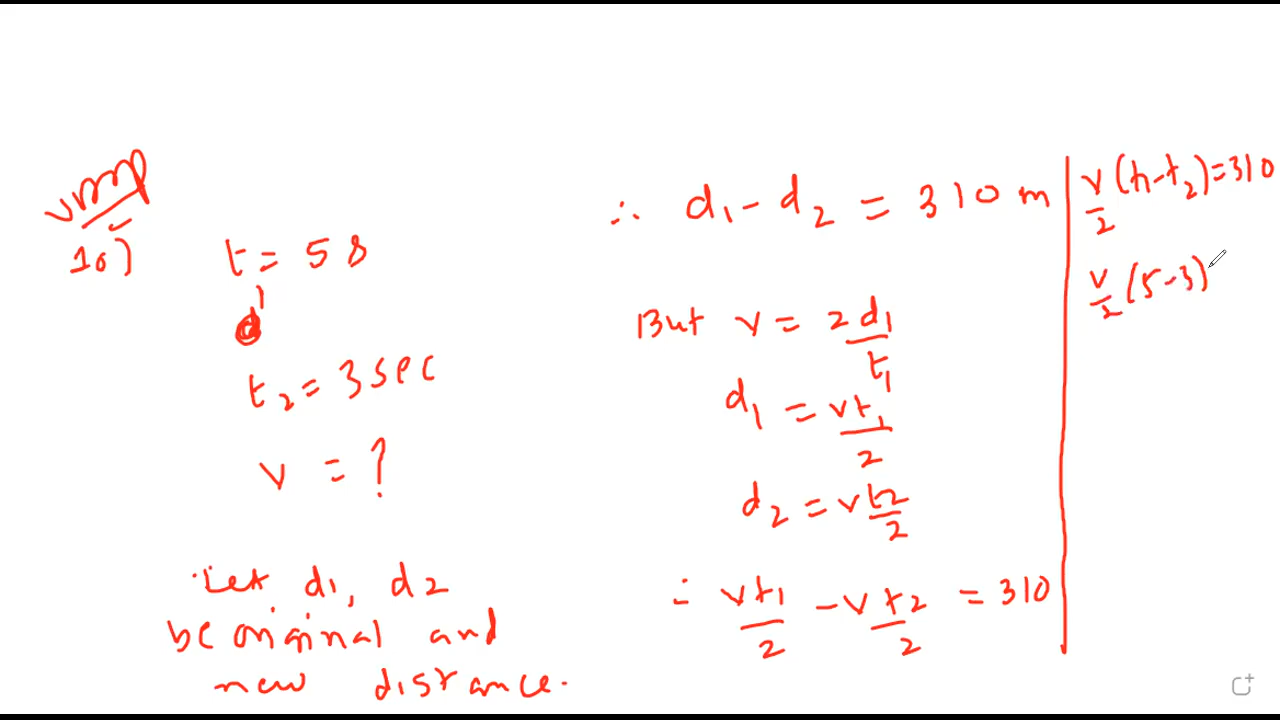 vmp
10)
t = 5 s
d1
t2 = 3 sec
v = ?
Let d1, d2
be original and
new distance.
∴ d1 - d2 = 310 m
But v = 2d1/t1
d1 = vt1/2
d2 = vt2/2
∴ vt1/2 - vt2/2 = 310
v/2 (t1 - t2) = 310
v/2 (5 - 3)